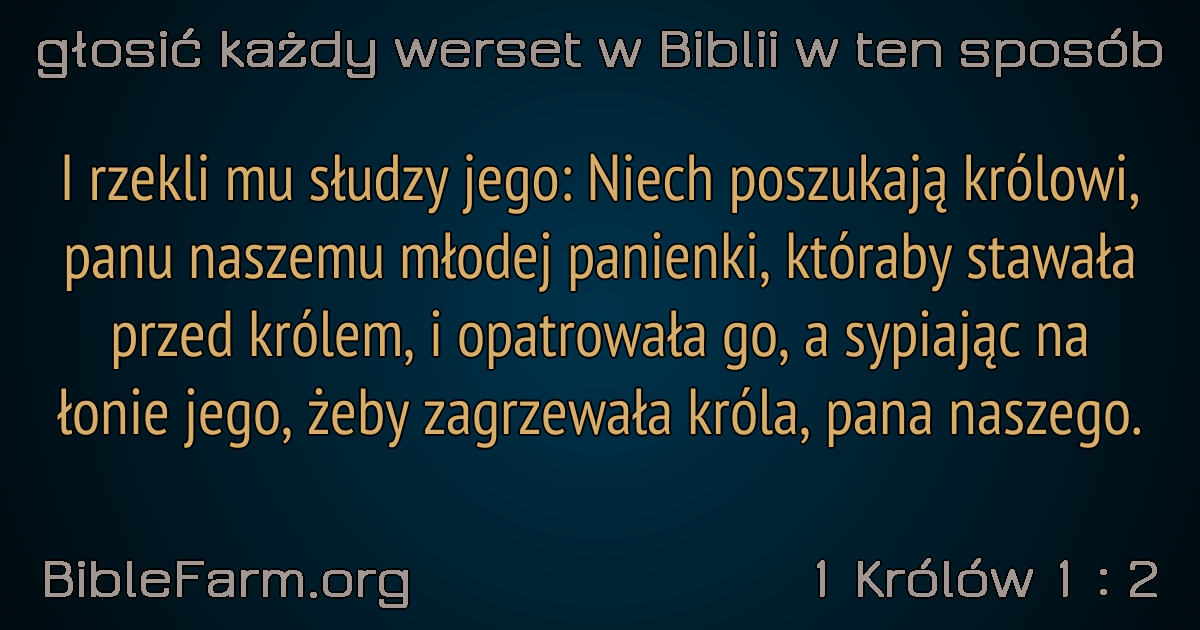 głosić każdy werset w Biblii w ten sposób
I rzekli mu słudzy jego: Niech poszukają królowi,
panu naszemu młodej panienki, któraby stawała
przed królem, i opatrowała go, a sypiając na
łonie jego, żeby zagrzewała króla, pana naszego.
BibleFarm.org
1 Królów 1 : 2